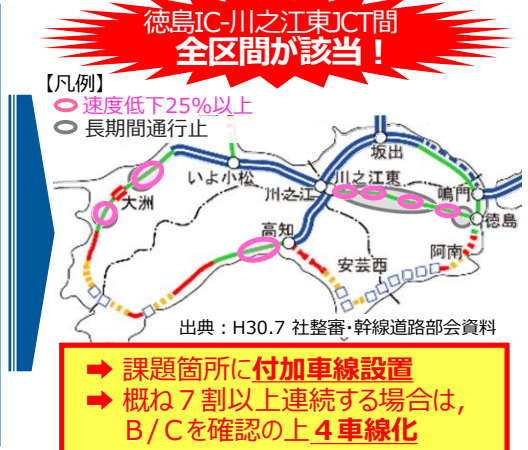 徳島IC-川之江東JCT間
全区間が該当！
【凡例】
速度低下25%以上
長期間通行止
坂出
いよ小松
川之江
川之江東
鳴門
大洲
徳島
高知
阿南
安芸西
出典：H30.7 社整審･幹線道路部会資料
➡ 課題箇所に付加車線設置
➡ 概ね７割以上連続する場合は,
Ｂ/Ｃを確認の上４車線化